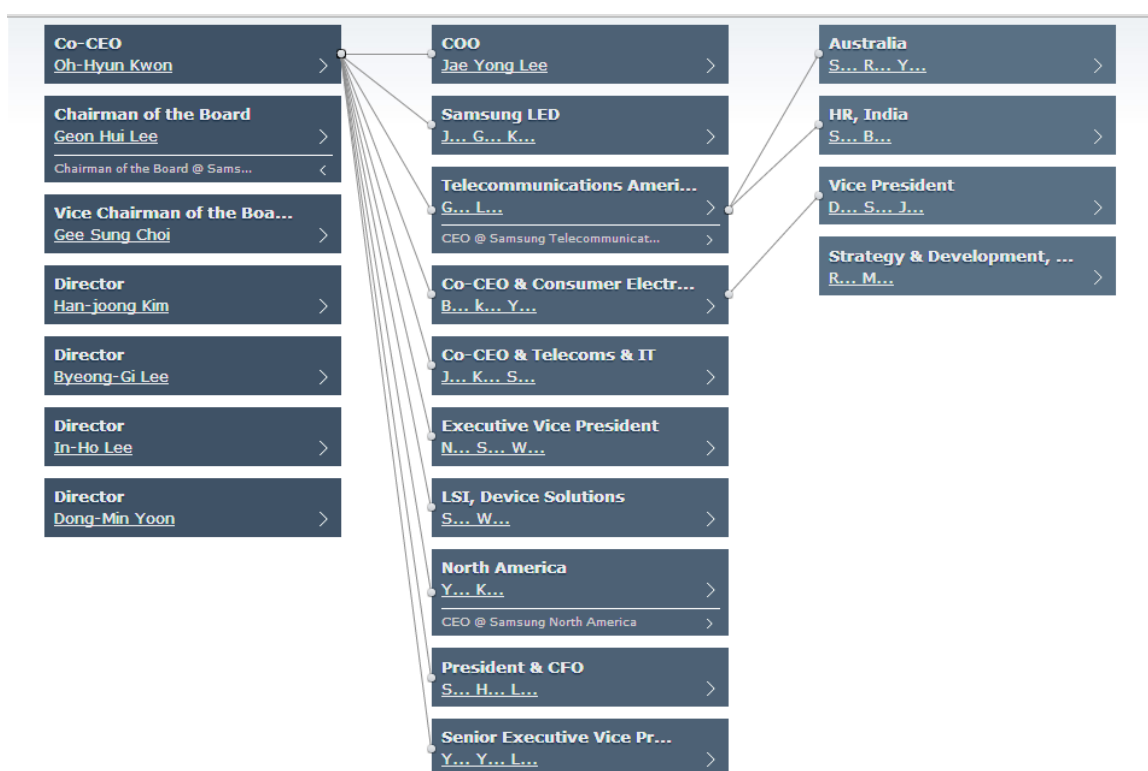 Co-CEO
Oh-Hyun Kwon
Chairman of the Board
Geon Hui Lee
Chairman of the Board @ Sams...
Vice Chairman of the Boa...
Gee Sung Choi
Director
Han-joong Kim
Director
Byeong-Gi Lee
Director
In-Ho Lee
Director
Dong-Min Yoon
COO
Jae Yong Lee
Samsung LED
J... G... K...
Telecommunications Ameri...
G... L...
CEO @ Samsung Telecommunicat...
Co-CEO & Consumer Electr...
B... k... Y...
Co-CEO & Telecoms & IT
J... K... S...
Executive Vice President
N... S... W...
LSI, Device Solutions
S... W...
North America
Y... K...
CEO @ Samsung North America
President & CFO
S... H... L...
Senior Executive Vice Pr...
Y... Y... L...
Australia
S... R... Y...
HR, India
S... B...
Vice President
D... S... J...
Strategy & Development, ...
R... M...